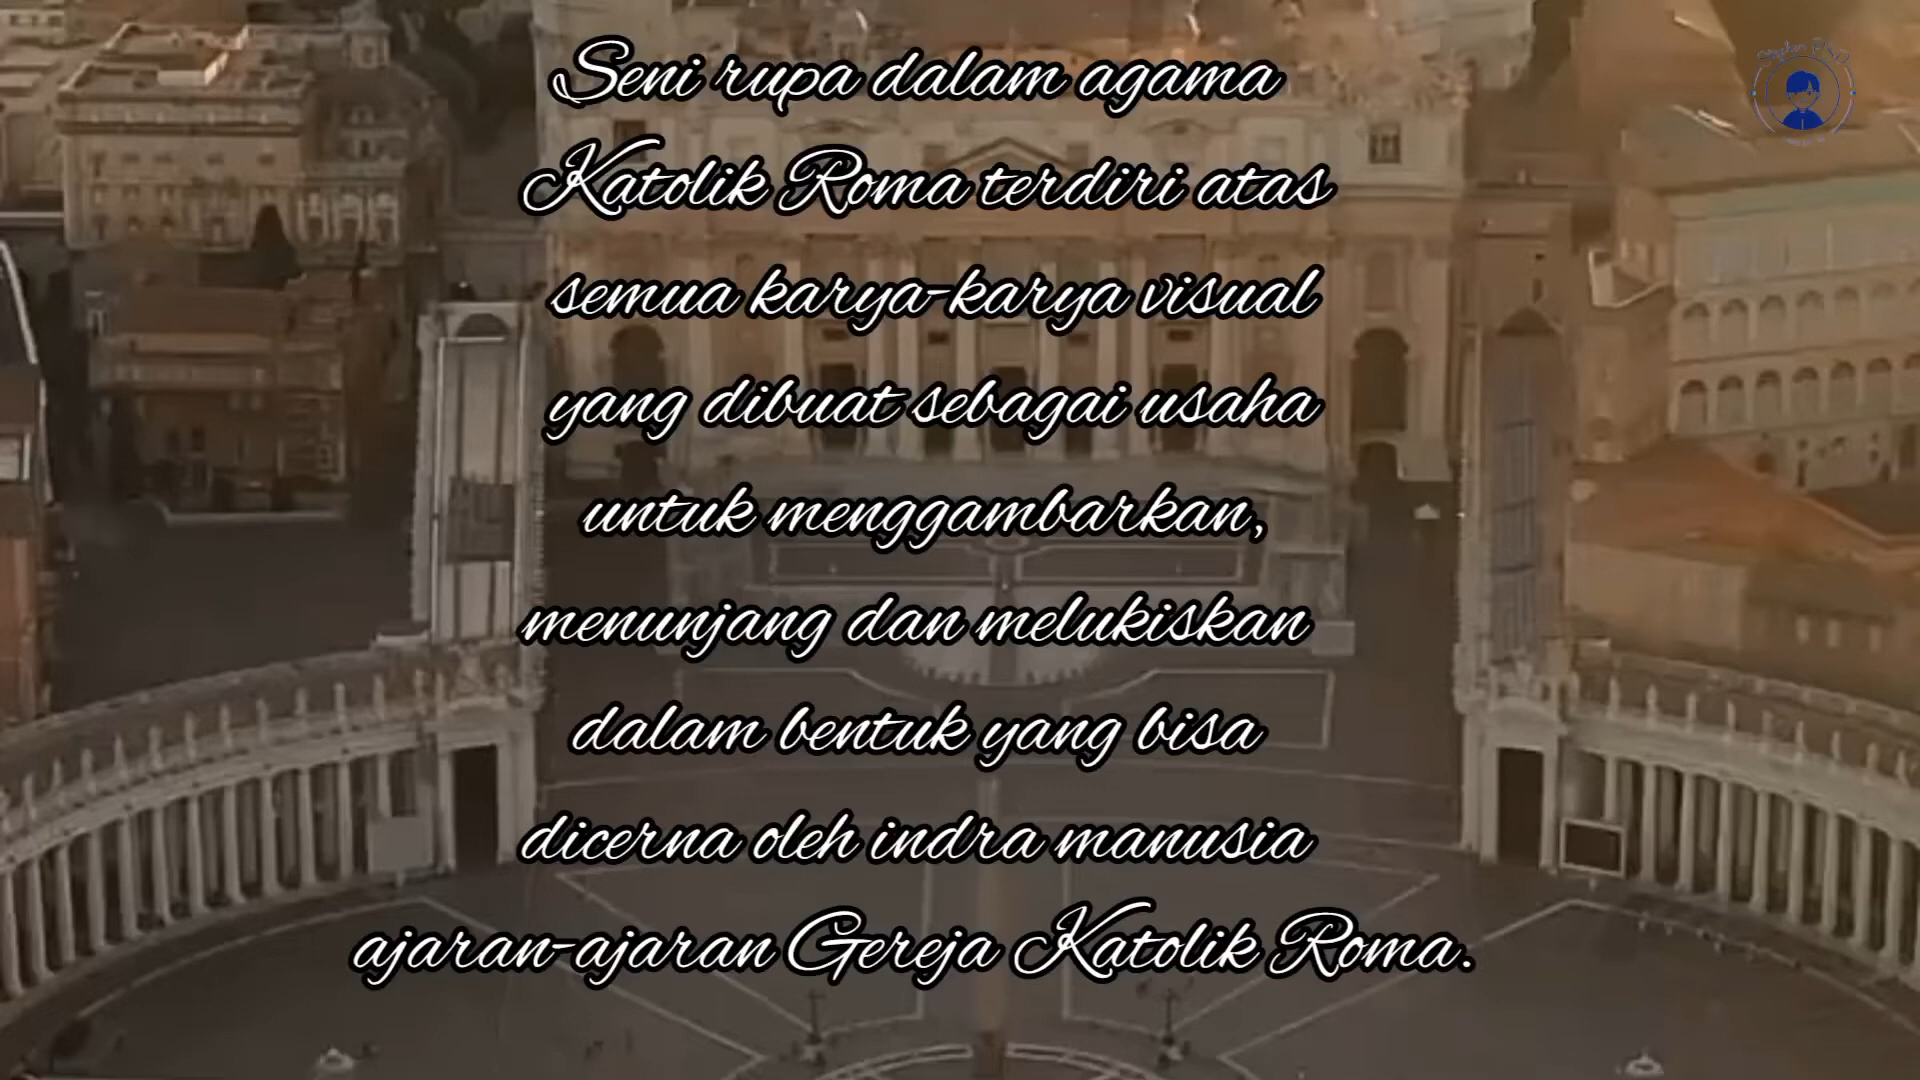 Seni rupa dalam agama
Katolik Roma terdiri atas
semua karya-karya visual
yang dibuat sebagai usaha
untuk menggambarkan,
menunjang dan melukiskan
dalam bentuk yang bisa
dicerna oleh indra manusia
ajaran-ajaran Gereja Katolik Roma.